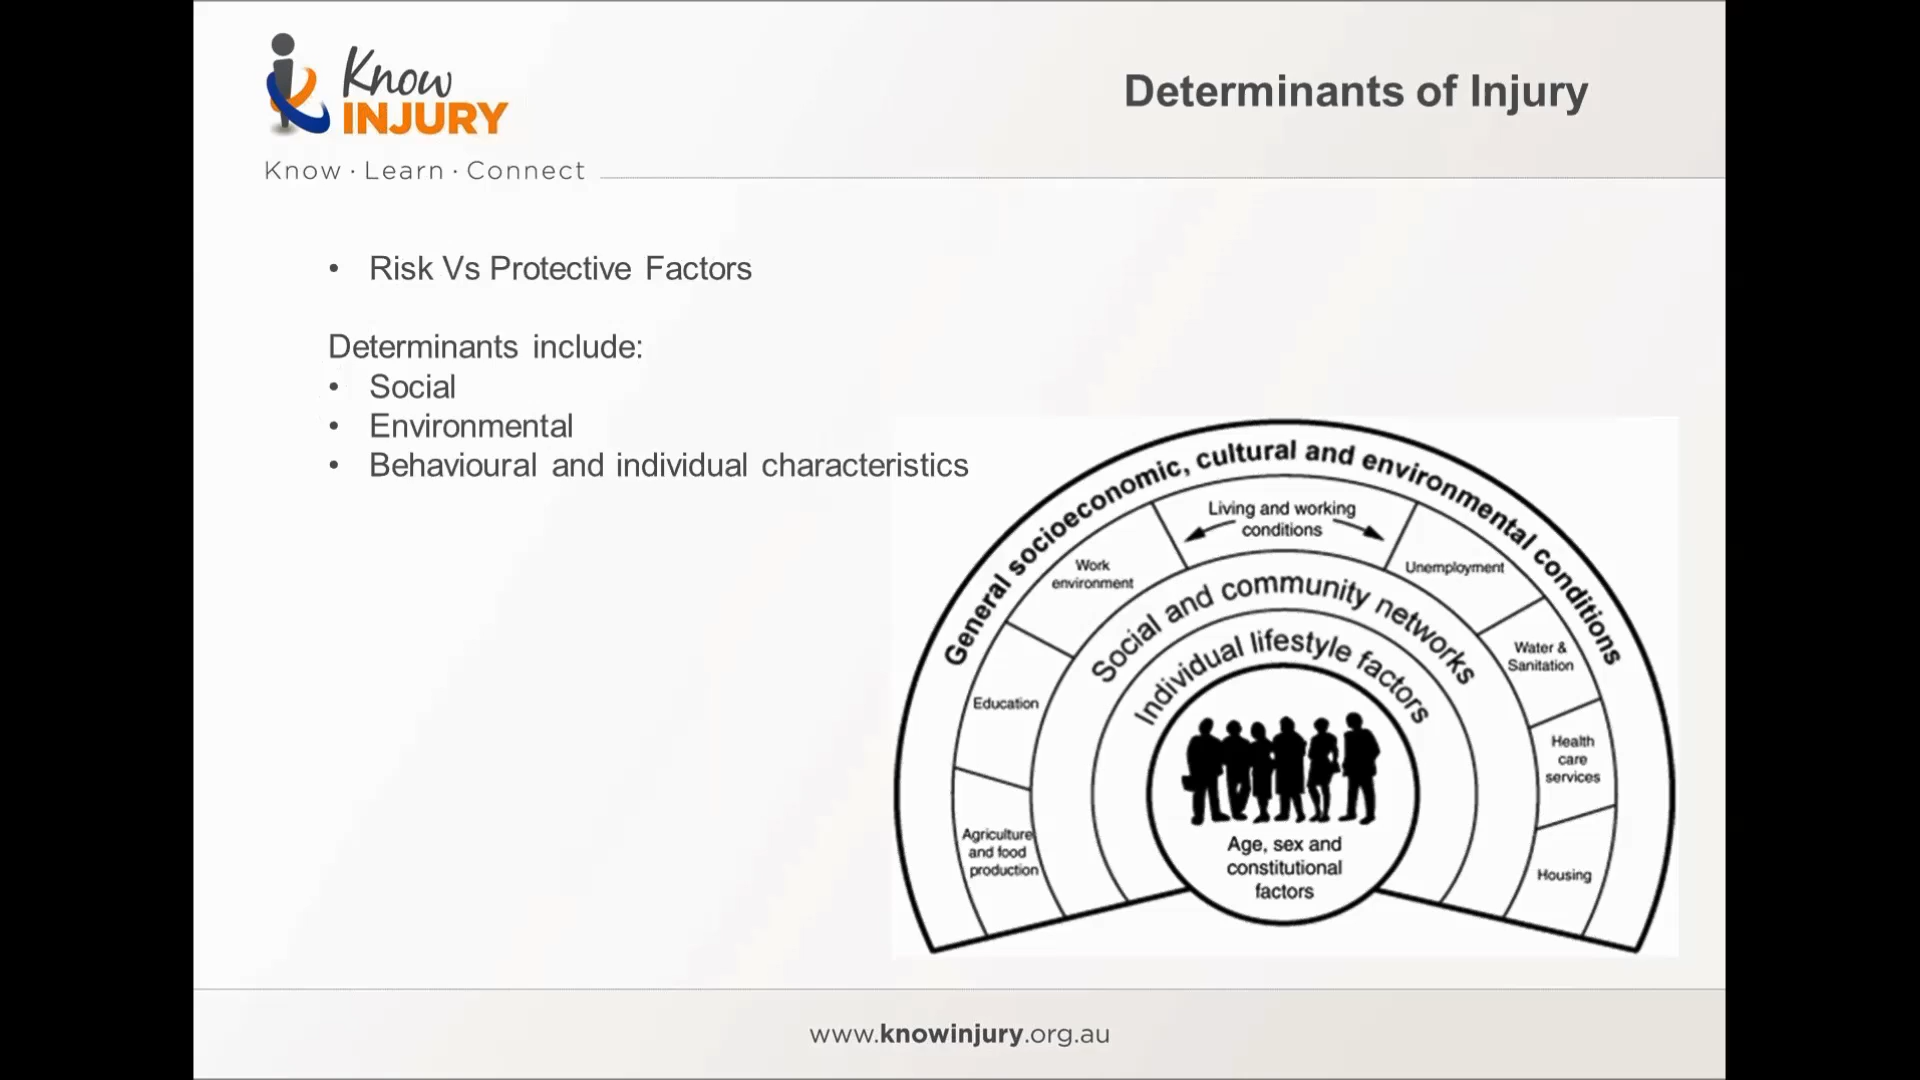 Know
INJURY
Know · Learn · Connect
Determinants of Injury
• Risk Vs Protective Factors
Determinants include:
• Social
• Environmental
• Behavioural and individual characteristics
General socioeconomic, cultural and environmental conditions
Living and working
conditions
Work
environment
Unemployment
Social and community networks
Water &
Sanitation
Individual lifestyle factors
Education
Health
care
services
Agriculture
and food
production
Age, sex and
constitutional
factors
Housing
www.knowinjury.org.au